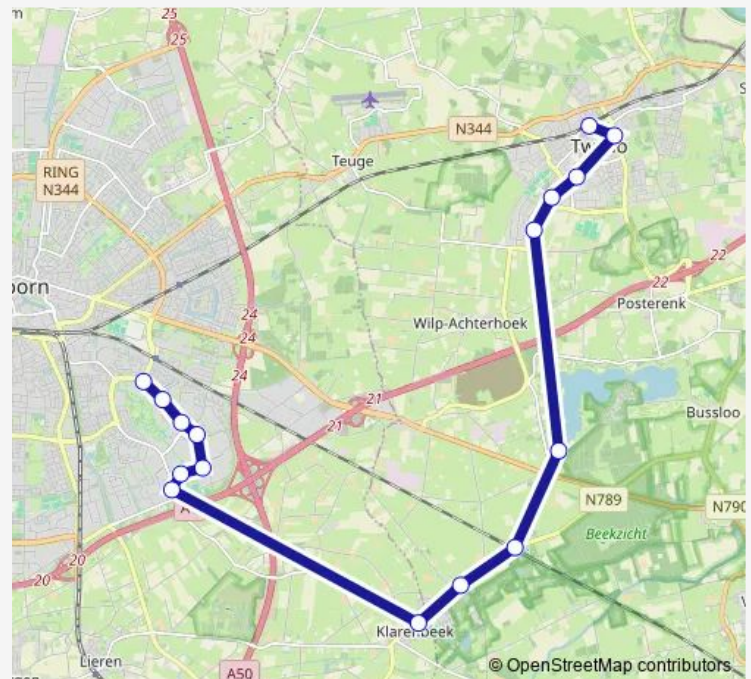 25
25
N344
Teuge
RING
N344
24
24
24
22
22
Posterenk
Wilp-Achterhoek
21
21
Bussloo
N789
N790
Beekzicht
20
20
Klarenbeek
Lieren
A50
© OpenStreetMap contributors